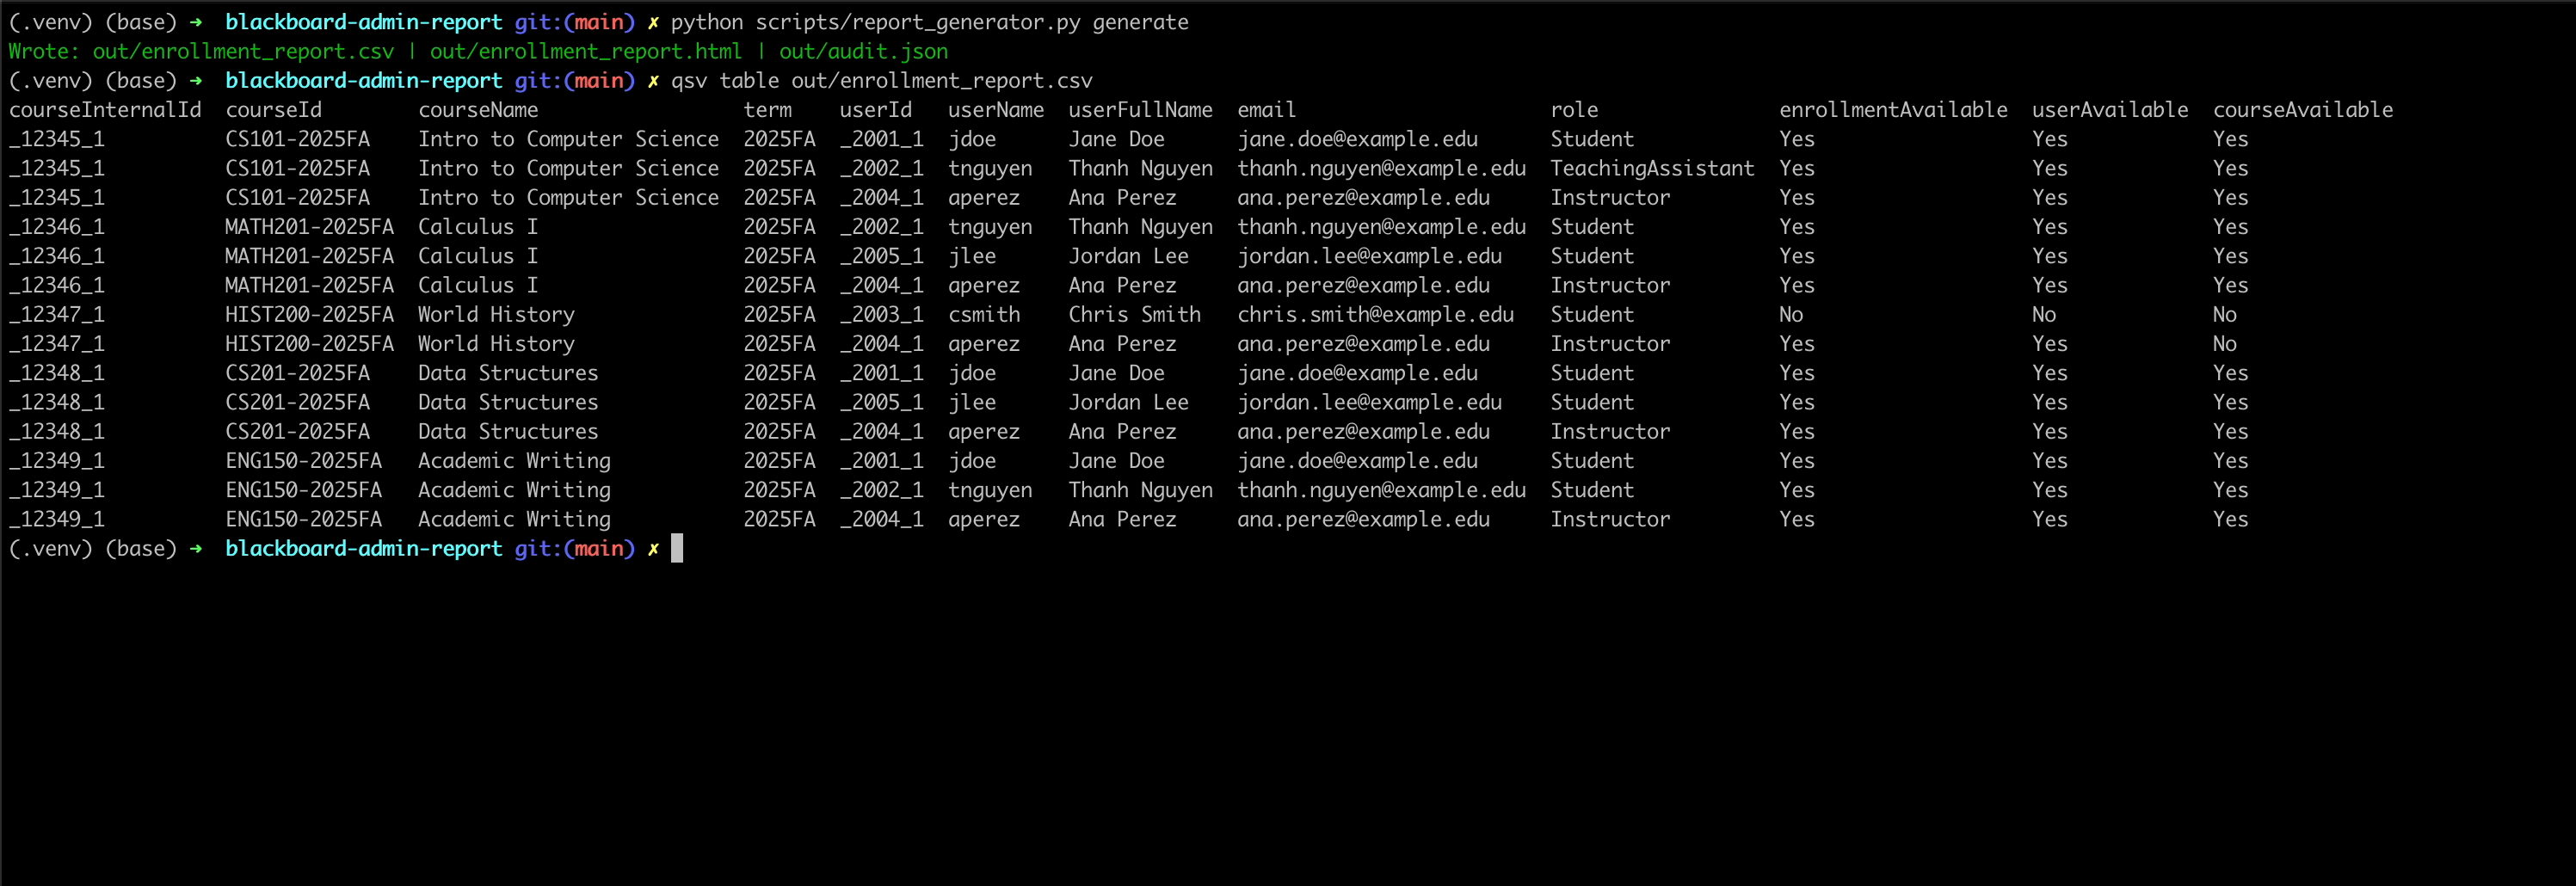 (.venv) (base) ➜  blackboard-admin-report git:(main) ✗ python scripts/report_generator.py generate
Wrote: out/enrollment_report.csv | out/enrollment_report.html | out/audit.json
(.venv) (base) ➜  blackboard-admin-report git:(main) ✗ qsv table out/enrollment_report.csv
courseInternalId  courseId      courseName                 term    userId   userName  userFullName  email                     role               enrollmentAvailable  userAvailable  courseAvailable
_12345_1          CS101-2025FA    Intro to Computer Science  2025FA  _2001_1  jdoe      Jane Doe      jane.doe@example.edu      Student            Yes                  Yes            Yes
_12345_1          CS101-2025FA    Intro to Computer Science  2025FA  _2002_1  tnguyen   Thanh Nguyen  thanh.nguyen@example.edu  TeachingAssistant  Yes                  Yes            Yes
_12345_1          CS101-2025FA    Intro to Computer Science  2025FA  _2004_1  aperez    Ana Perez     ana.perez@example.edu     Instructor         Yes                  Yes            Yes
_12346_1          MATH201-2025FA  Calculus I                 2025FA  _2002_1  tnguyen   Thanh Nguyen  thanh.nguyen@example.edu  Student            Yes                  Yes            Yes
_12346_1          MATH201-2025FA  Calculus I                 2025FA  _2005_1  jlee      Jordan Lee    jordan.lee@example.edu    Student            Yes                  Yes            Yes
_12346_1          MATH201-2025FA  Calculus I                 2025FA  _2004_1  aperez    Ana Perez     ana.perez@example.edu     Instructor         Yes                  Yes            Yes
_12347_1          HIST200-2025FA  World History              2025FA  _2003_1  csmith    Chris Smith   chris.smith@example.edu   Student            No                   No             No
_12347_1          HIST200-2025FA  World History              2025FA  _2004_1  aperez    Ana Perez     ana.perez@example.edu     Instructor         Yes                  Yes            No
_12348_1          CS201-2025FA    Data Structures            2025FA  _2001_1  jdoe      Jane Doe      jane.doe@example.edu      Student            Yes                  Yes            Yes
_12348_1          CS201-2025FA    Data Structures            2025FA  _2005_1  jlee      Jordan Lee    jordan.lee@example.edu    Student            Yes                  Yes            Yes
_12348_1          CS201-2025FA    Data Structures            2025FA  _2004_1  aperez    Ana Perez     ana.perez@example.edu     Instructor         Yes                  Yes            Yes
_12349_1          ENG150-2025FA   Academic Writing           2025FA  _2001_1  jdoe      Jane Doe      jane.doe@example.edu      Student            Yes                  Yes            Yes
_12349_1          ENG150-2025FA   Academic Writing           2025FA  _2002_1  tnguyen   Thanh Nguyen  thanh.nguyen@example.edu  Student            Yes                  Yes            Yes
_12349_1          ENG150-2025FA   Academic Writing           2025FA  _2004_1  aperez    Ana Perez     ana.perez@example.edu     Instructor         Yes                  Yes            Yes
(.venv) (base) ➜  blackboard-admin-report git:(main) ✗